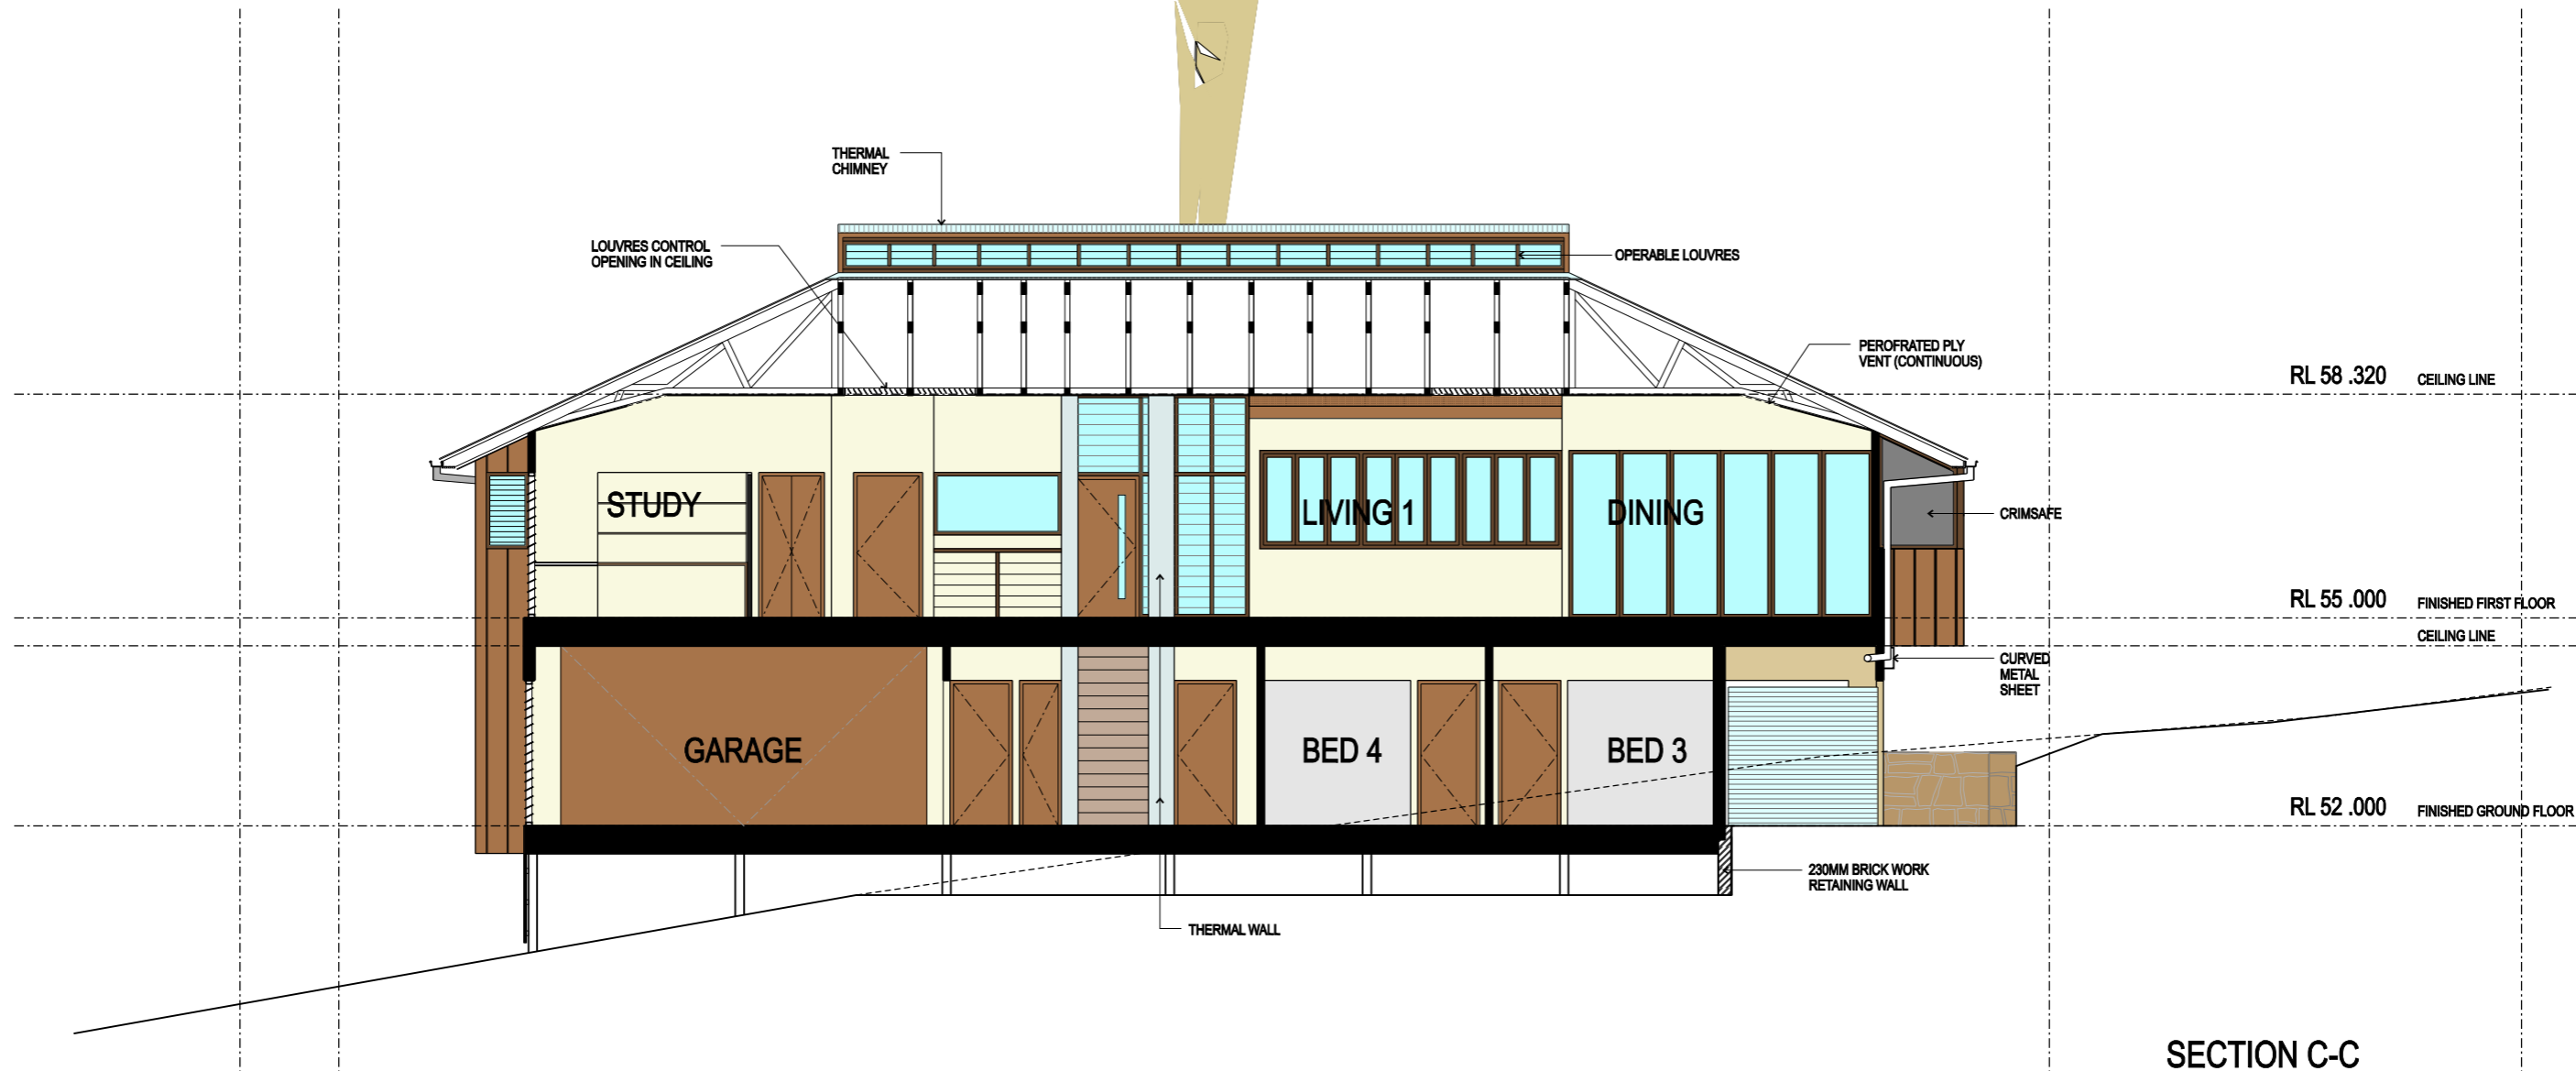 THERMAL
CHIMNEY
LOUVRES CONTROL
OPENING IN CEILING
OPERABLE LOUVRES
PEROFRATED PLY
VENT (CONTINUOUS)
RL 58 .320 CEILING LINE
STUDY
LIVING 1
DINING
CRIMSAFE
RL 55 .000 FINISHED FIRST FLOOR
CEILING LINE
CURVED
METAL
SHEET
GARAGE
BED 4
BED 3
RL 52 .000 FINISHED GROUND FLOOR
230MM BRICK WORK
RETAINING WALL
THERMAL WALL
SECTION C-C